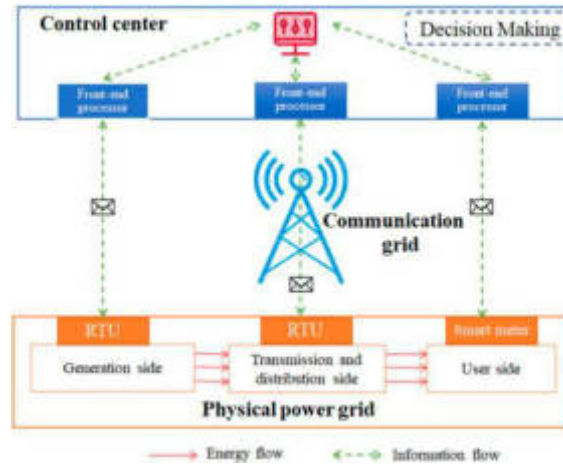 Control center
Decision Making
Front-end
processor
Front-end
processor
Front-end
processor
Communication
grid
RTU
RTU
Smart meter
Generation side
Transmission and
distribution side
User side
Physical power grid
Energy flow
Information flow